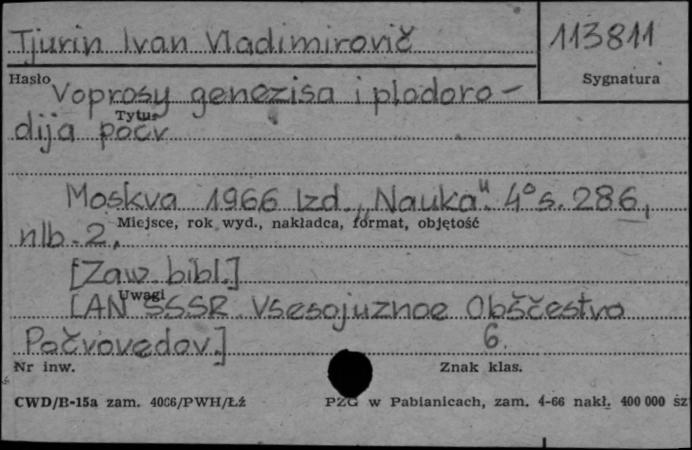 Tjurin Ivan Vladimirovič
113811
Hasło
Sygnatura
Voprosy genezisa i plodoro-
Tytuł
dija počv
Moskva 1966 Izd. „Nauka". 4° s. 286,
Miejsce, rok wyd., nakładca, format, objętość
nlb. 2.
[Zaw. bibl.]
Uwagi
[AN SSSR. Vsesojuznoe Obščestvo
Počvovedov.]
6.
Nr inw.
Znak klas.
CWD/B-15a zam. 4066/PWH/Łź
PZG w Pabianicach, zam. 4-66 nakł. 400 000 sz